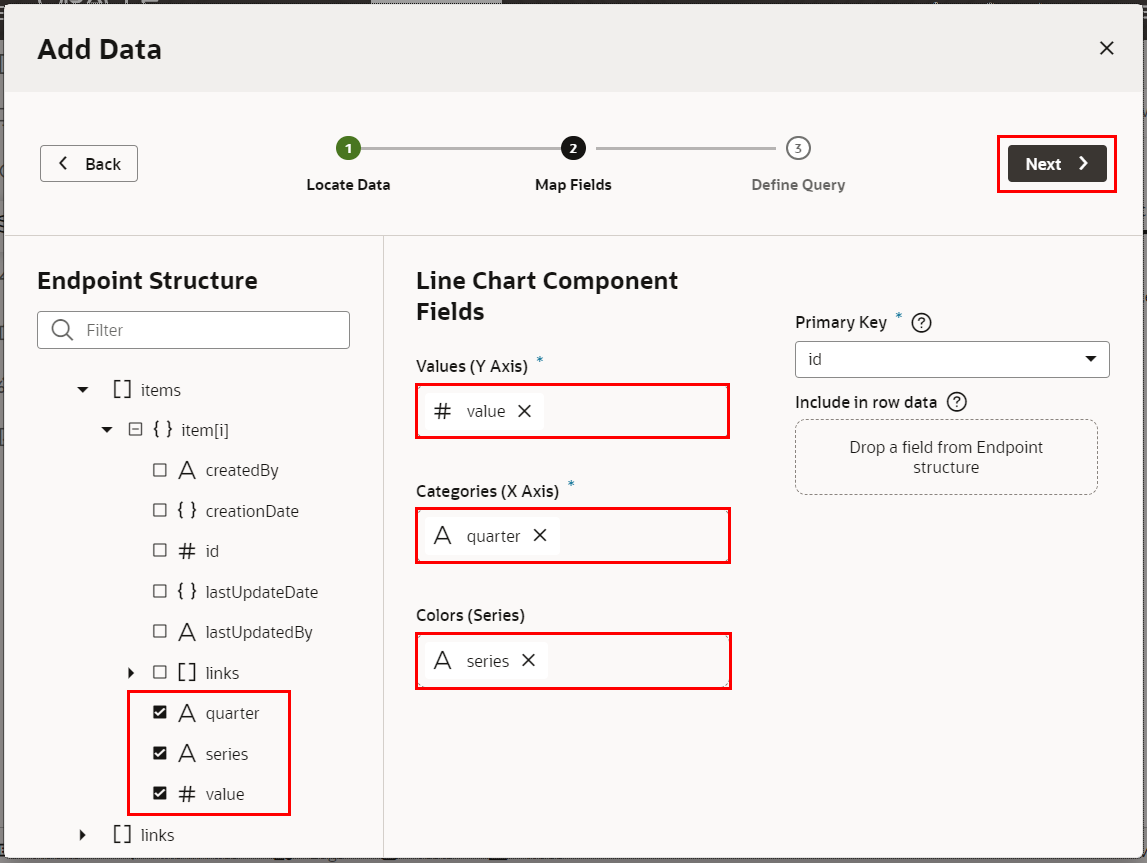 Add Data
Back
1
2
3
Locate Data
Map Fields
Define Query
Next
Endpoint Structure
Filter
[] items
{} item[i]
A createdBy
{} creationDate
# id
{} lastUpdateDate
A lastUpdatedBy
[] links
A quarter
A series
# value
[] links
Line Chart Component
Fields
Values (Y Axis) *
# value
Categories (X Axis) *
A quarter
Colors (Series)
A series
Primary Key * ?
id
Include in row data ?
Drop a field from Endpoint
structure